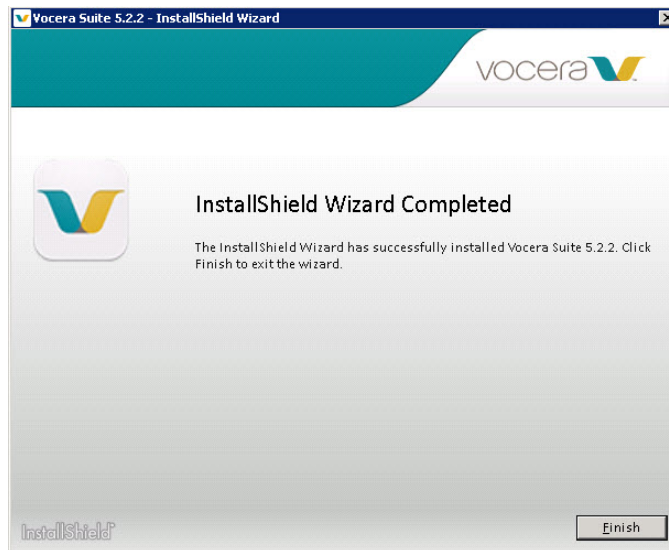 Vocera Suite 5.2.2 - InstallShield Wizard
vocera
InstallShield Wizard Completed
The InstallShield Wizard has successfully installed Vocera Suite 5.2.2. Click
Finish to exit the wizard.
InstallShield
Finish